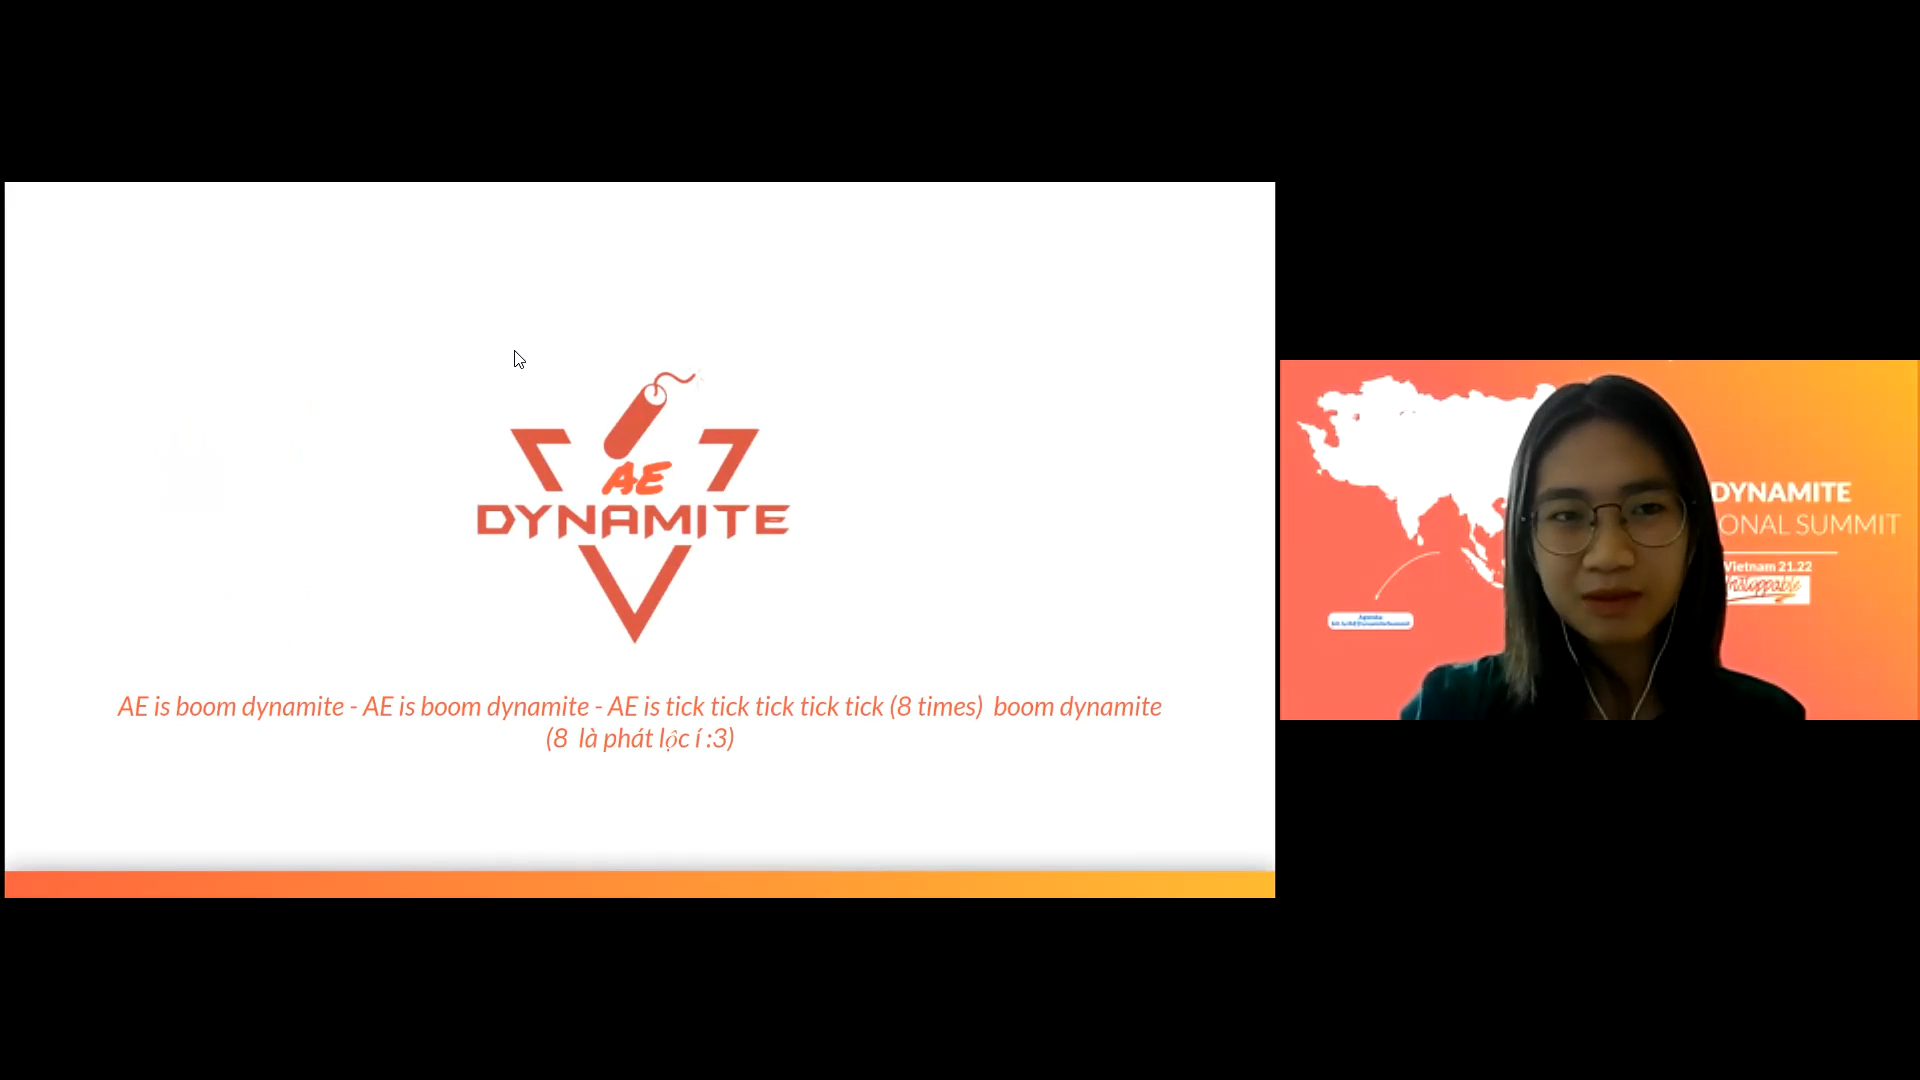 AE
DYNAMITE
AE is boom dynamite - AE is boom dynamite - AE is tick tick tick tick tick (8 times) boom dynamite
(8 là phát lộc í :3)
DYNAMITE
ONAL SUMMIT
Vietnam 21.22
Agenda: